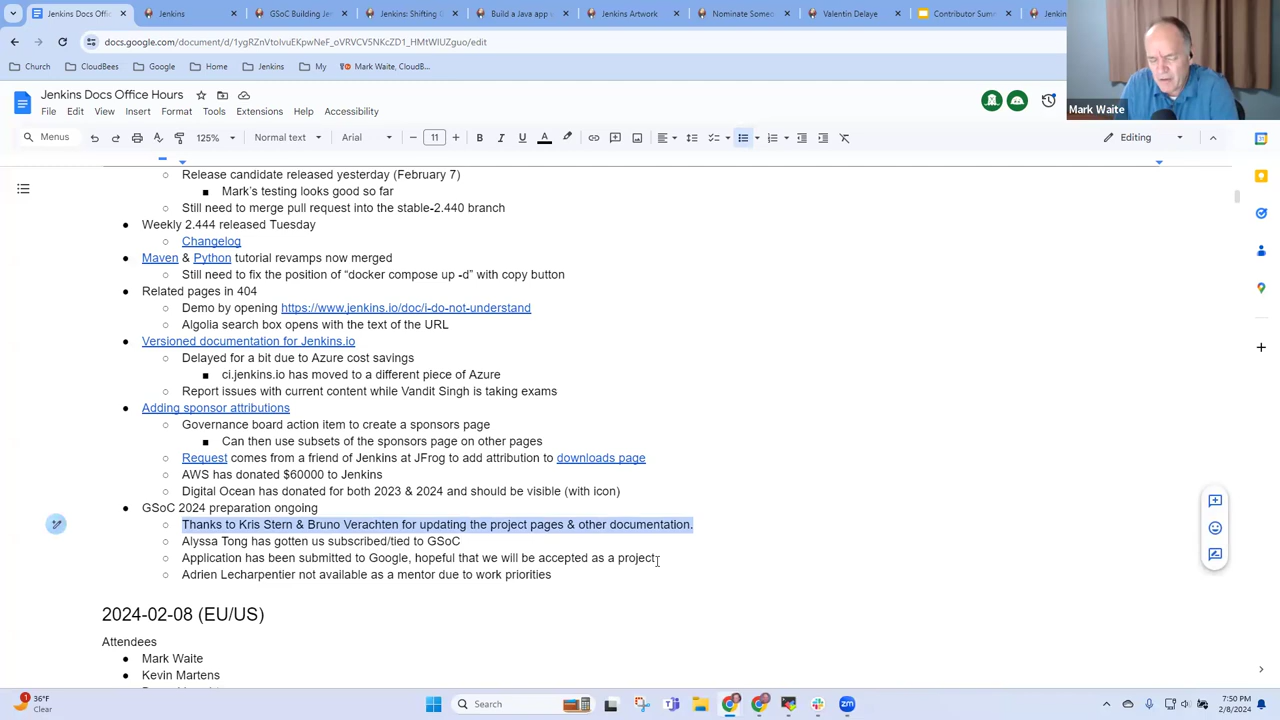 Jenkin
GSoC Building Jen
Jenkins: Shifting D
Build a Java app
Jenkins Artwork
Nominate Someo
Valentin Delaye
Contributor Sum
Jenkin
docs.google.com/document/d/1ygRZnVtoIvuEKpwNeF_oVRVCV5NKcZD1_HMtWIUZguo/edit
Church
CloudBees
Google
Home
Jenkins
My
Mark Waite, CloudB...
Jenkins Docs Office Hours
File Edit View Insert Format Tools Extensions Help Accessibility
Menus
125%
Normal text
Arial
11
B I U A
Editing
Mark Waite
○ Release candidate released yesterday (February 7)
■ Mark's testing looks good so far
○ Still need to merge pull request into the stable-2.440 branch
● Weekly 2.444 released Tuesday
○ Changelog
● Maven & Python tutorial revamps now merged
○ Still need to fix the position of “docker compose up -d” with copy button
● Related pages in 404
○ Demo by opening https://www.jenkins.io/doc/i-do-not-understand
○ Algolia search box opens with the text of the URL
● Versioned documentation for Jenkins.io
○ Delayed for a bit due to Azure cost savings
■ ci.jenkins.io has moved to a different piece of Azure
○ Report issues with current content while Vandit Singh is taking exams
● Adding sponsor attributions
○ Governance board action item to create a sponsors page
■ Can then use subsets of the sponsors page on other pages
○ Request comes from a friend of Jenkins at JFrog to add attribution to downloads page
○ AWS has donated $60000 to Jenkins
○ Digital Ocean has donated for both 2023 & 2024 and should be visible (with icon)
● GSoC 2024 preparation ongoing
○ Thanks to Kris Stern & Bruno Verachten for updating the project pages & other documentation.
○ Alyssa Tong has gotten us subscribed/tied to GSoC
○ Application has been submitted to Google, hopeful that we will be accepted as a project
○ Adrien Lecharpentier not available as a mentor due to work priorities
2024-02-08 (EU/US)
Attendees
● Mark Waite
● Kevin Martens
36°F
Clear
Search
7:50 PM
2/8/2024